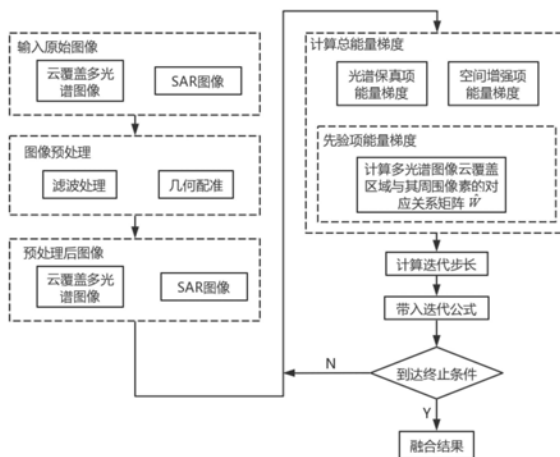 输入原始图像
云覆盖多光
谱图像
SAR图像
图像预处理
滤波处理
几何配准
预处理后图像
云覆盖多光
谱图像
SAR图像
计算总能量梯度
光谱保真项
能量梯度
空间增强项
能量梯度
先验项能量梯度
计算多光谱图像云覆盖
区域与其周围像素的对
应关系矩阵 Ŵ
计算迭代步长
带入迭代公式
到达终止条件
N
Y
融合结果